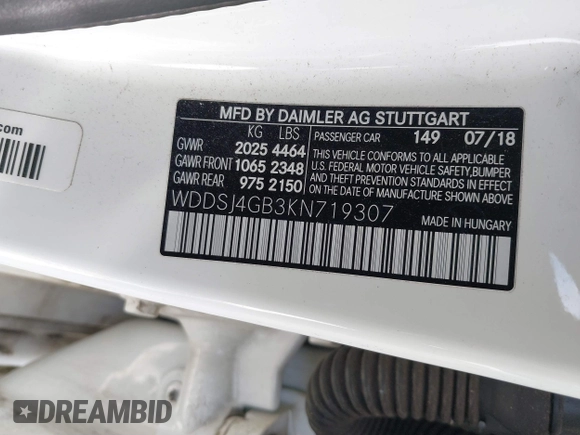 .com
MFD BY DAIMLER AG STUTTGART
KG LBS
GVWR 2025 4464
GAWR FRONT 1065 2348
GAWR REAR 975 2150
PASSENGER CAR 149 07/18
THIS VEHICLE CONFORMS TO ALL APPLICABLE
U.S. FEDERAL MOTOR VEHICLE SAFETY, BUMPER
AND THEFT PREVENTION STANDARDS IN EFFECT
ON THE DATE OF MANUFACTURE SHOWN ABOVE
WDDSJ4GB3KN719307
MADE IN HUNGARY
DREAMBID